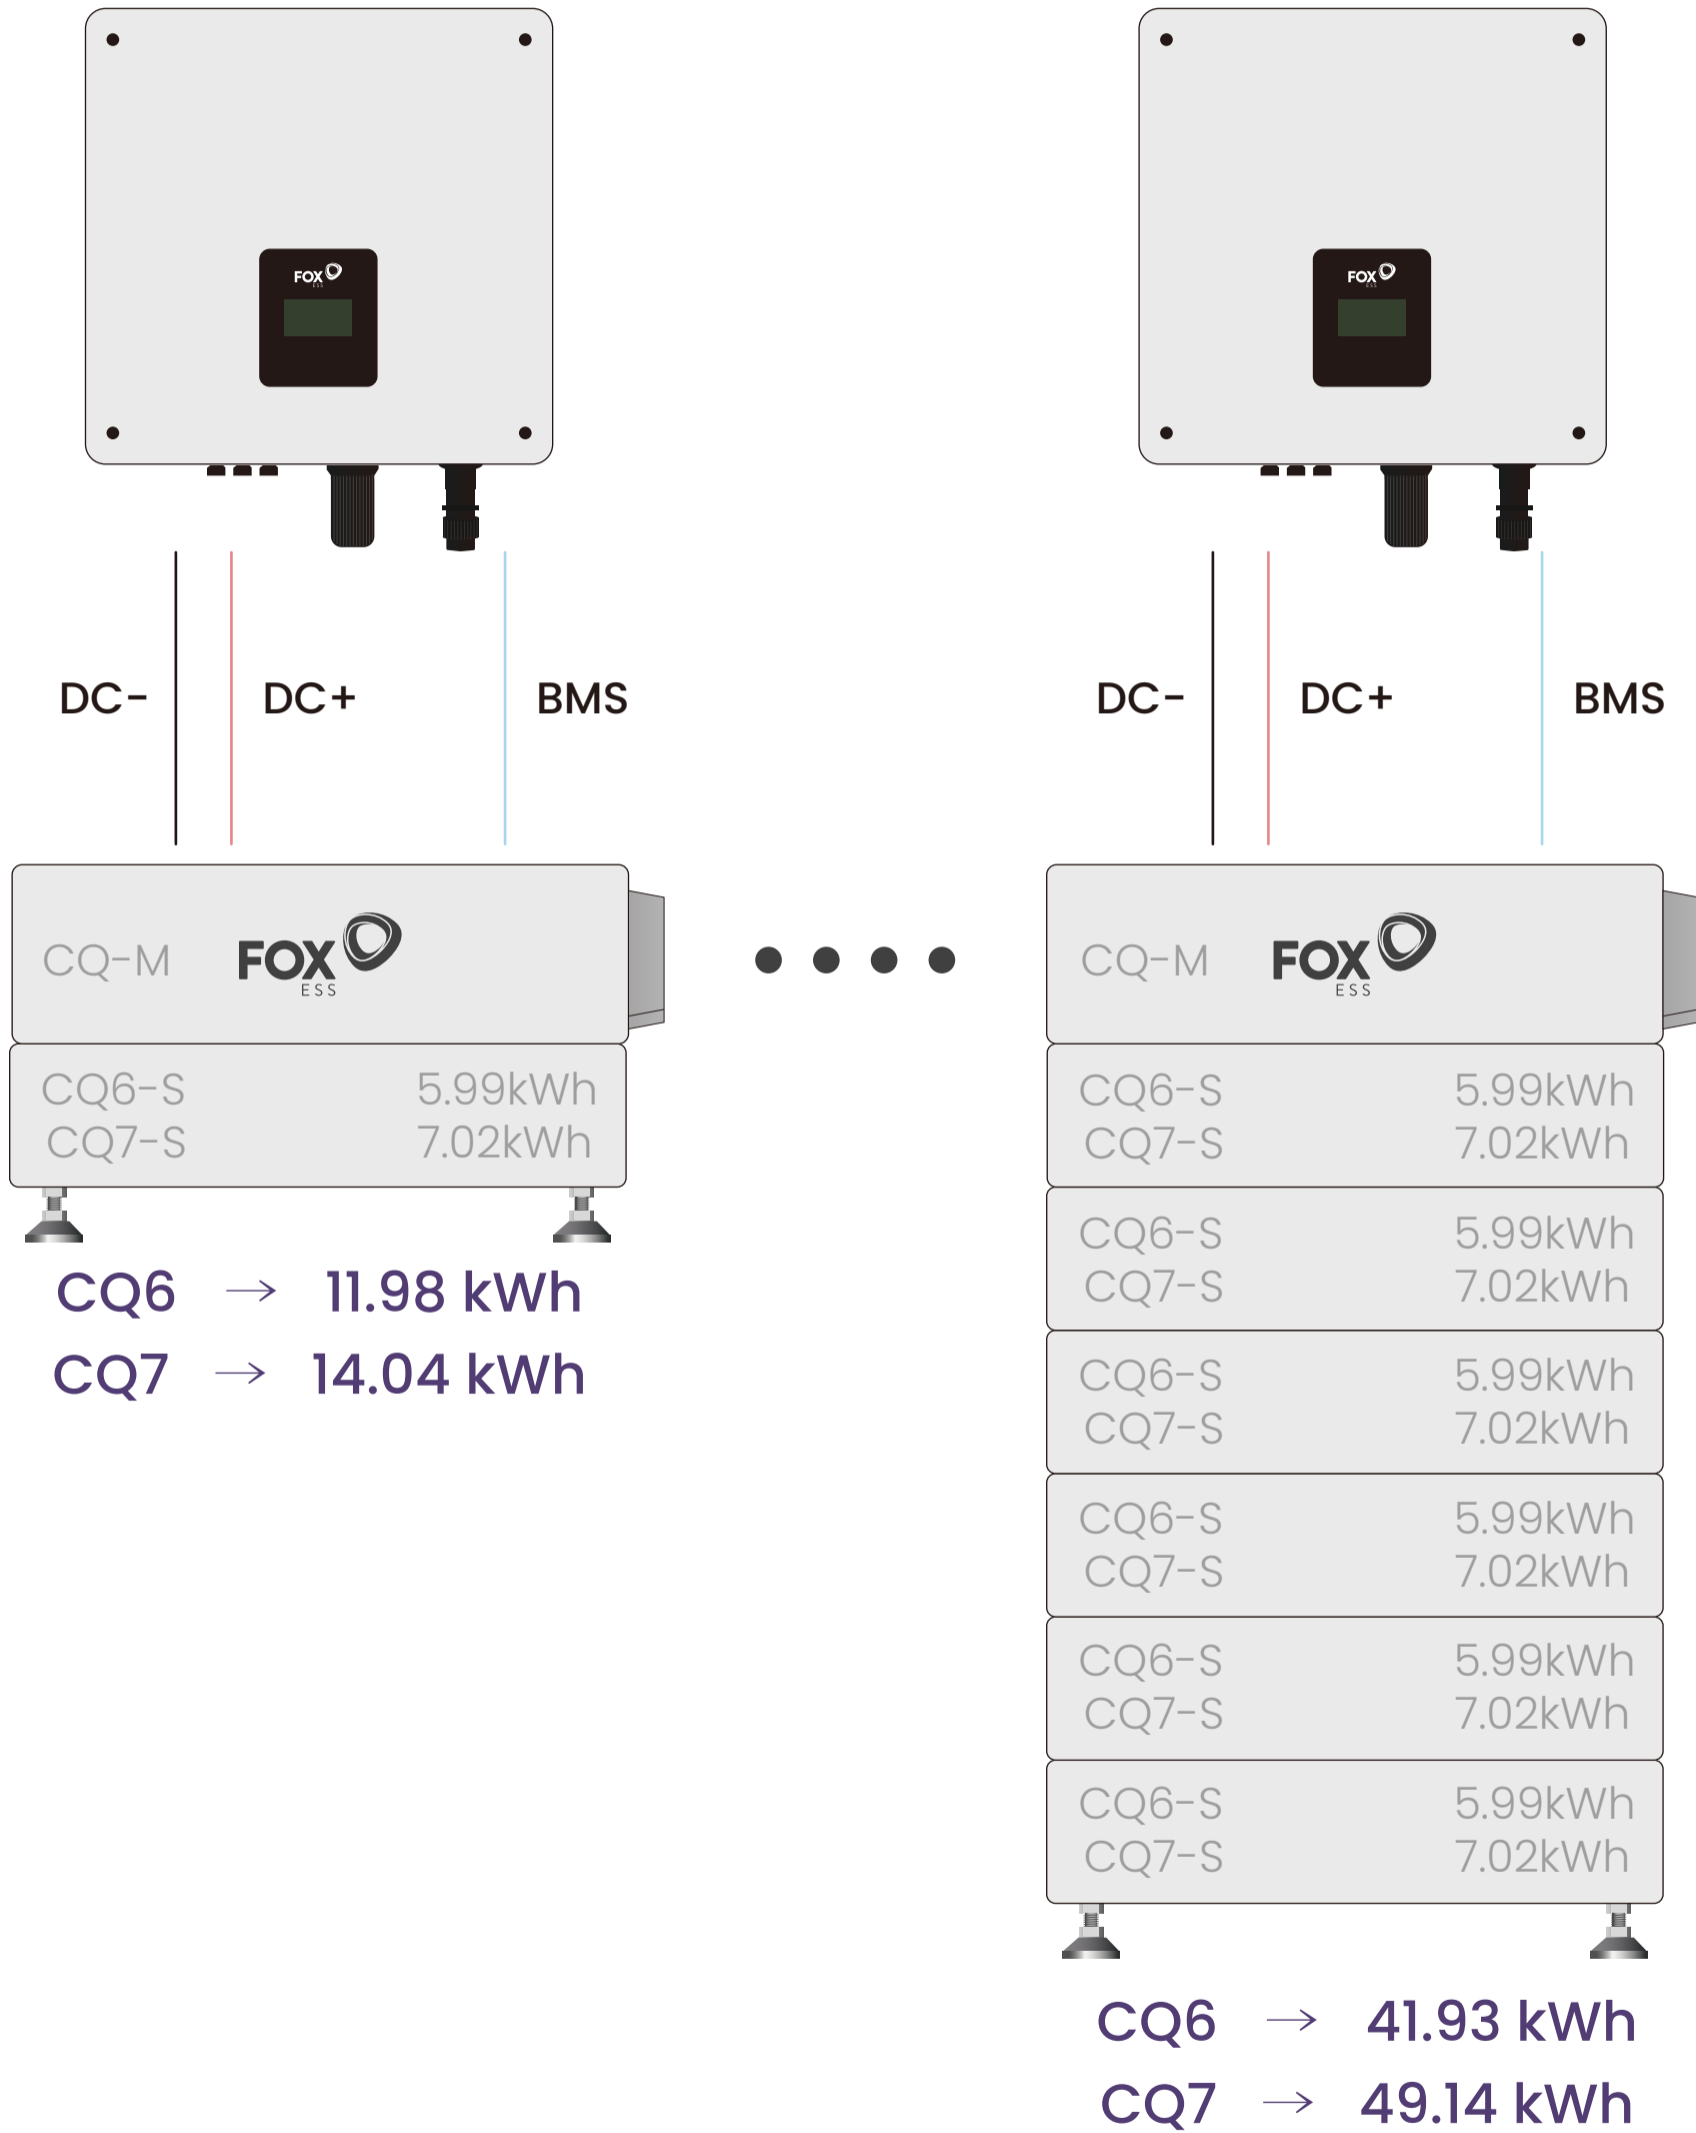 FOX
ESS
DC-
DC+
BMS
CQ-M
FOX
ESS
CQ6-S 5.99kWh
CQ7-S 7.02kWh
CQ6 → 11.98 kWh
CQ7 → 14.04 kWh
FOX
ESS
DC-
DC+
BMS
CQ-M
FOX
ESS
CQ6-S 5.99kWh
CQ7-S 7.02kWh
CQ6-S 5.99kWh
CQ7-S 7.02kWh
CQ6-S 5.99kWh
CQ7-S 7.02kWh
CQ6-S 5.99kWh
CQ7-S 7.02kWh
CQ6-S 5.99kWh
CQ7-S 7.02kWh
CQ6-S 5.99kWh
CQ7-S 7.02kWh
CQ6 → 41.93 kWh
CQ7 → 49.14 kWh